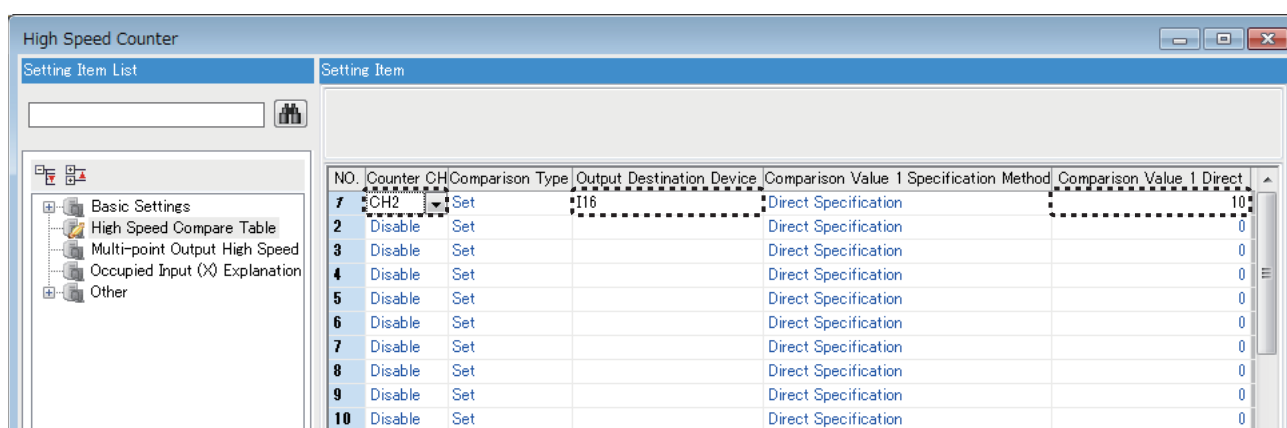 High Speed Counter
Setting Item List
Setting Item
Basic Settings
High Speed Compare Table
Multi-point Output High Speed
Occupied Input (X) Explanation
Other
NO. Counter CH Comparison Type Output Destination Device Comparison Value 1 Specification Method Comparison Value 1 Direct
1 CH2 Set I16 Direct Specification 10
2 Disable Set Direct Specification 0
3 Disable Set Direct Specification 0
4 Disable Set Direct Specification 0
5 Disable Set Direct Specification 0
6 Disable Set Direct Specification 0
7 Disable Set Direct Specification 0
8 Disable Set Direct Specification 0
9 Disable Set Direct Specification 0
10 Disable Set Direct Specification 0